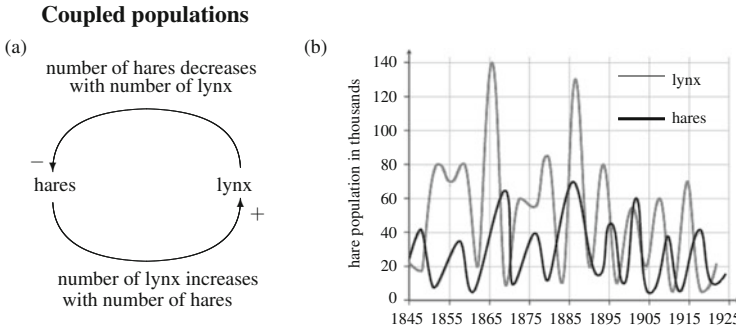 Coupled populations
(a)
number of hares decreases
with number of lynx
−
hares
lynx
+
number of lynx increases
with number of hares
(b)
hare population in thousands
140
120
100
80
60
40
20
0
lynx
hares
1845 1855 1865 1875 1885 1895 1905 1915 1925